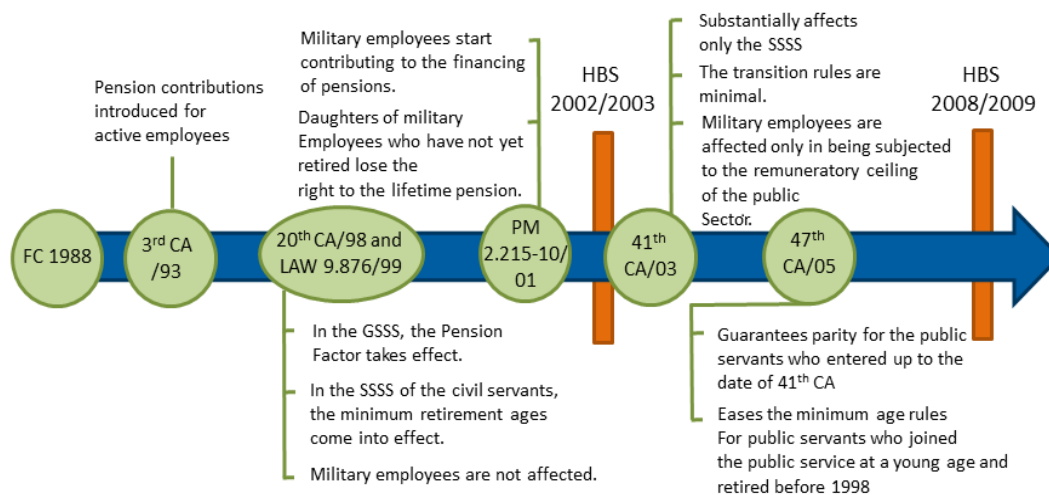 Pension contributions
introduced for
active employees
Military employees start
contributing to the financing
of pensions.
Daughters of military
Employees who have not yet
retired lose the
right to the lifetime pension.
HBS
2002/2003
Substantially affects
only the SSSS
The transition rules are
minimal.
Military employees are
affected only in being subjected
to the remuneratory ceiling
of the public
Sector.
HBS
2008/2009
FC 1988
3rd CA
/93
20th CA/98 and
LAW 9.876/99
PM
2.215-10/
01
41th
CA/03
47th
CA/05
In the GSSS, the Pension
Factor takes effect.
In the SSSS of the civil servants,
the minimum retirement ages
come into effect.
Military employees are not affected.
Guarantees parity for the public
servants who entered up to the
date of 41th CA
Eases the minimum age rules
For public servants who joined
the public service at a young age and
retired before 1998